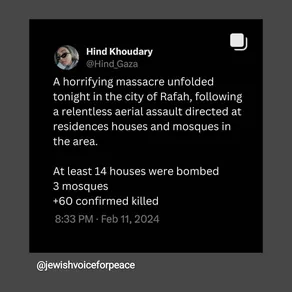 Hind Khoudary
@Hind_Gaza
A horrifying massacre unfolded
tonight in the city of Rafah, following
a relentless aerial assault directed at
residences houses and mosques in
the area.
At least 14 houses were bombed
3 mosques
+60 confirmed killed
8:33 PM · Feb 11, 2024
@jewishvoiceforpeace